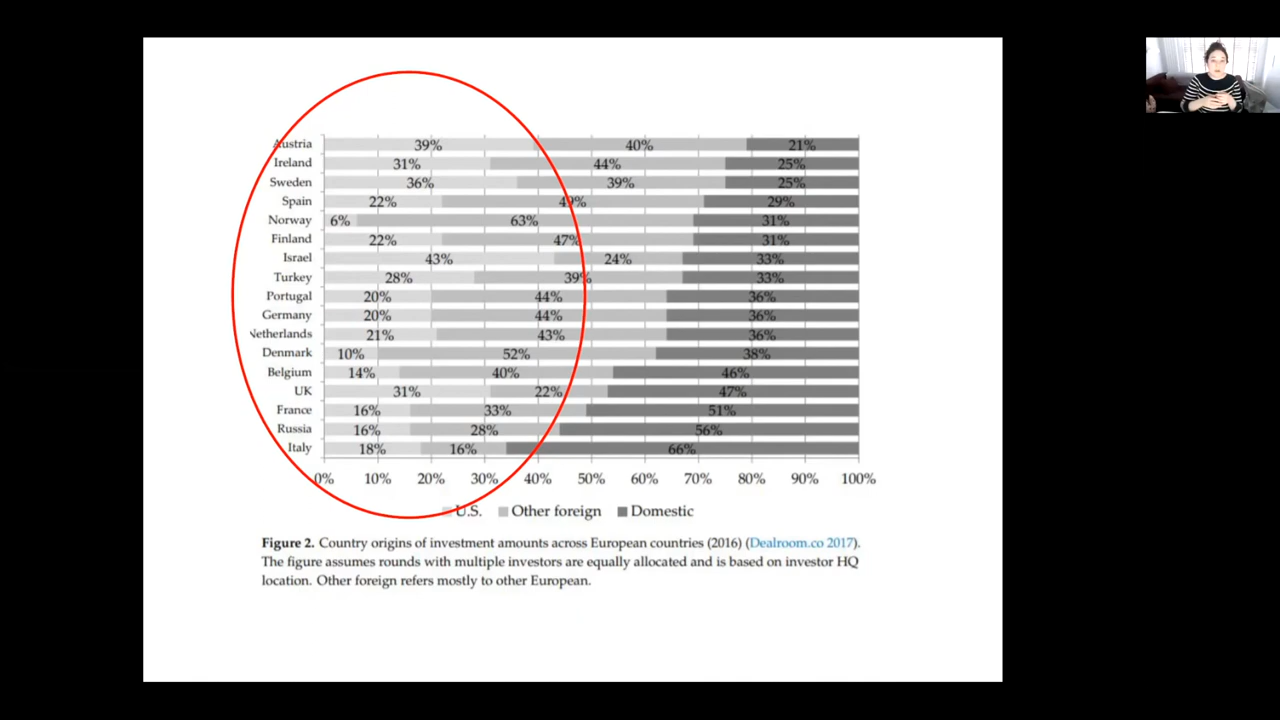 Austria 39% 40% 21%
Ireland 31% 44% 25%
Sweden 36% 39% 25%
Spain 22% 49% 29%
Norway 6% 63% 31%
Finland 22% 47% 31%
Israel 43% 24% 33%
Turkey 28% 39% 33%
Portugal 20% 44% 36%
Germany 20% 44% 36%
Netherlands 21% 43% 36%
Denmark 10% 52% 38%
Belgium 14% 40% 46%
UK 31% 22% 47%
France 16% 33% 51%
Russia 16% 28% 56%
Italy 18% 16% 66%
0% 10% 20% 30% 40% 50% 60% 70% 80% 90% 100%
U.S. Other foreign Domestic
Figure 2. Country origins of investment amounts across European countries (2016) (Dealroom.co 2017).
The figure assumes rounds with multiple investors are equally allocated and is based on investor HQ
location. Other foreign refers mostly to other European.